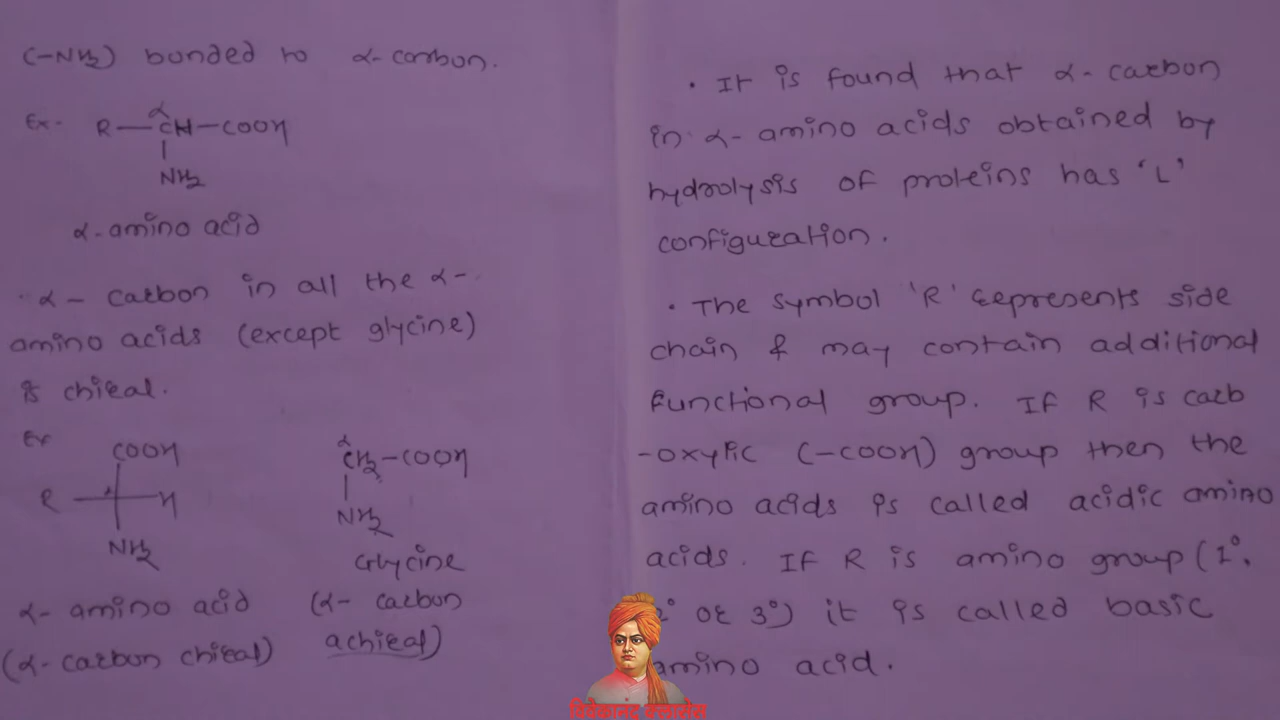 (-NH2) bonded to α-carbon.
Ex- R—CH—COOH
α
|
NH2
α-amino acid
· α- carbon in all the α-
amino acids (except glycine)
is chiral.
Ex
COOH
R H
NH2
α
CH2-COOH
|
NH2
Glycine
α- amino acid
(α-carbon chiral)
(α- carbon
achiral)
· It is found that α-carbon
in α-amino acids obtained by
hydrolysis of proteins has 'L'
configuration.
· The symbol 'R' represents side
chain & may contain additional
functional group. If R is carb
-oxylic (-COOH) group then the
amino acids is called acidic amino
acids. If R is amino group (1°,
2° or 3°) it is called basic
amino acid.
विवेकानंद क्लासेस